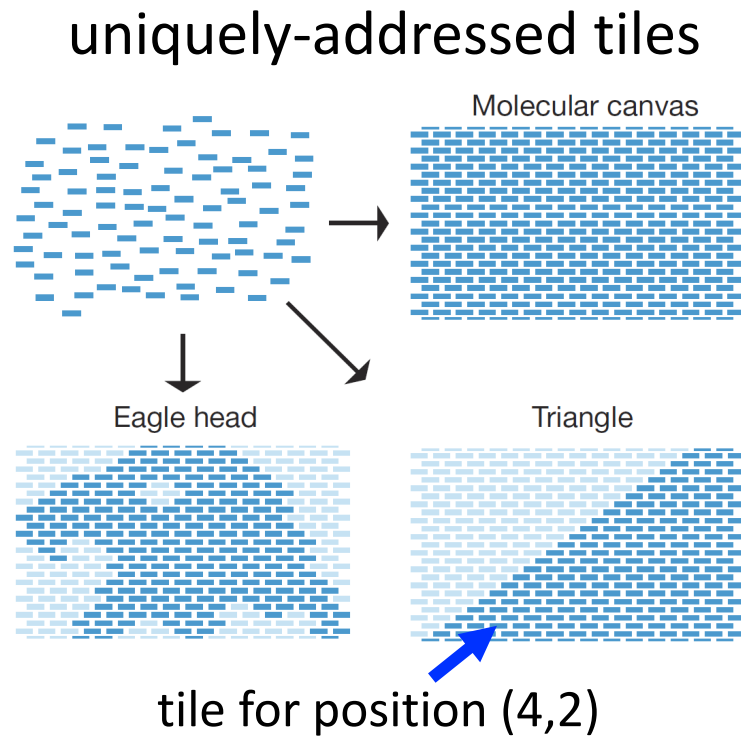 uniquely-addressed tiles
Molecular canvas
Eagle head
Triangle
tile for position (4,2)